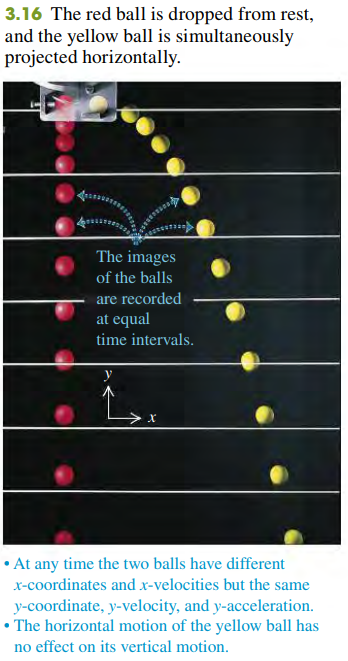 3.16 The red ball is dropped from rest,
and the yellow ball is simultaneously
projected horizontally.
The images
of the balls
are recorded
at equal
time intervals.
y
x
• At any time the two balls have different
x-coordinates and x-velocities but the same
y-coordinate, y-velocity, and y-acceleration.
• The horizontal motion of the yellow ball has
no effect on its vertical motion.